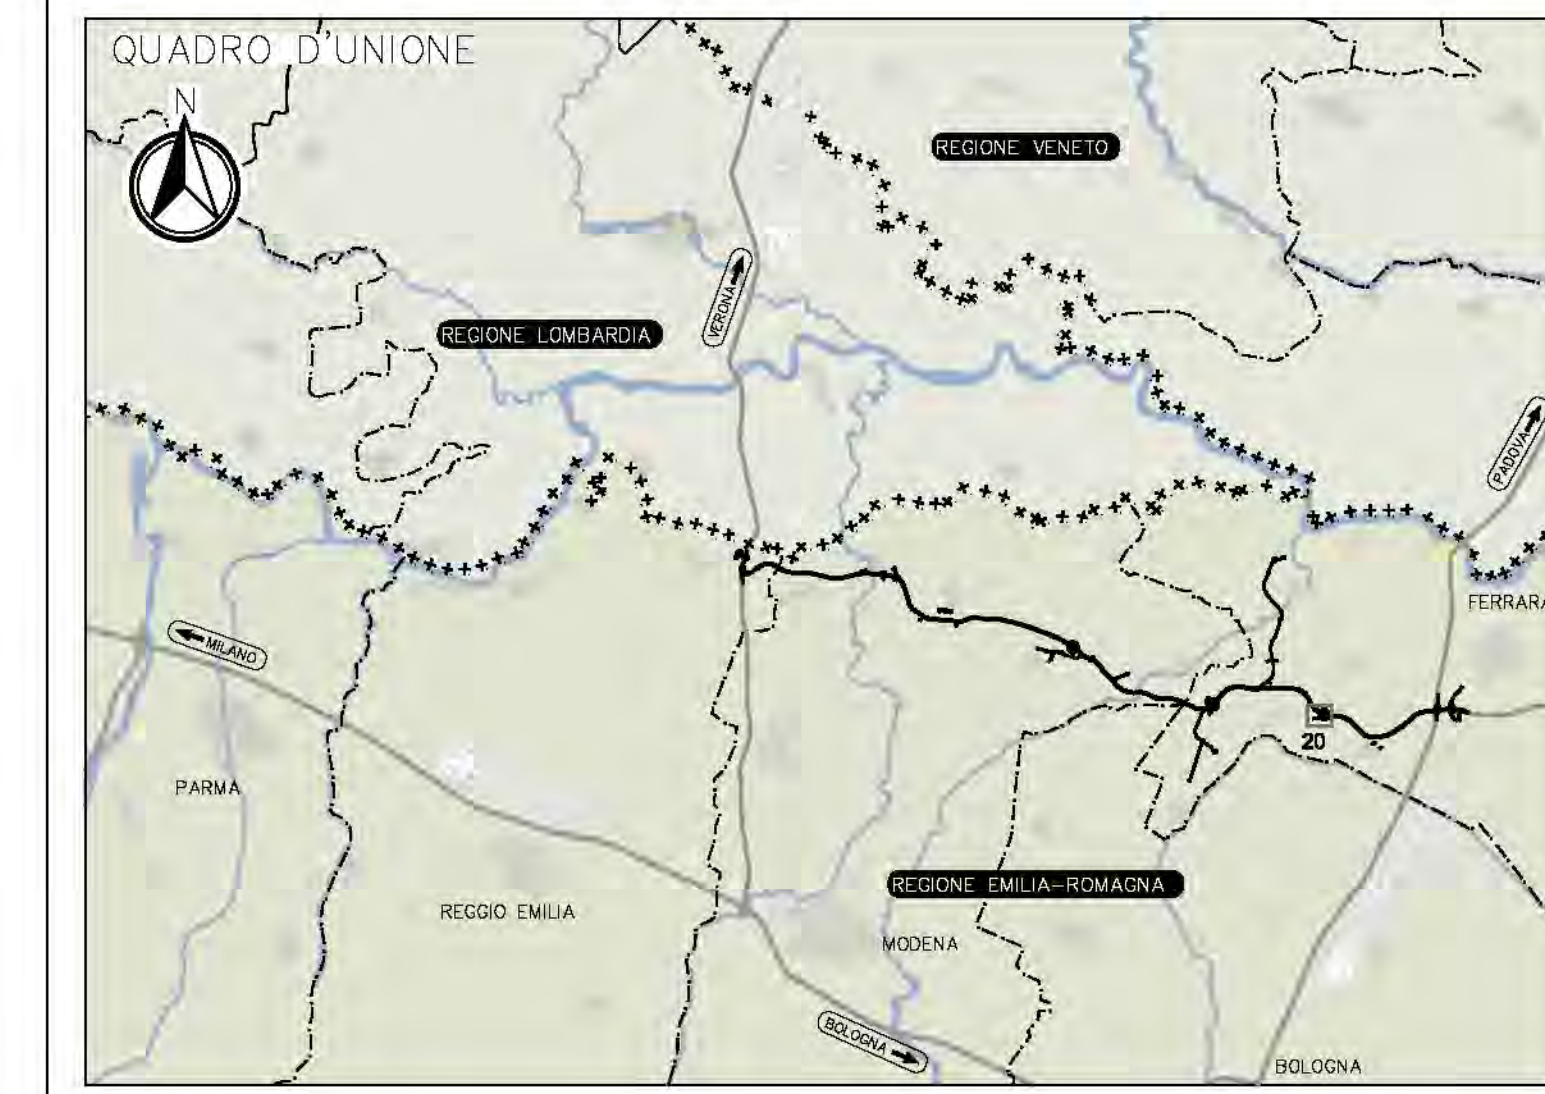 QUADRO D'UNIONE
N
REGIONE VENETO
VERONA
REGIONE LOMBARDIA
PADOVA
FERRARA
MILANO
20
PARMA
REGIONE EMILIA-ROMAGNA
REGGIO EMILIA
MODENA
BOLOGNA
BOLOGNA